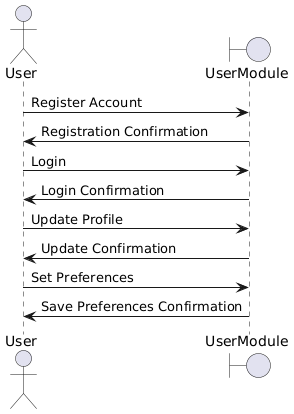 User
UserModule
Register Account
Registration Confirmation
Login
Login Confirmation
Update Profile
Update Confirmation
Set Preferences
Save Preferences Confirmation
User
UserModule